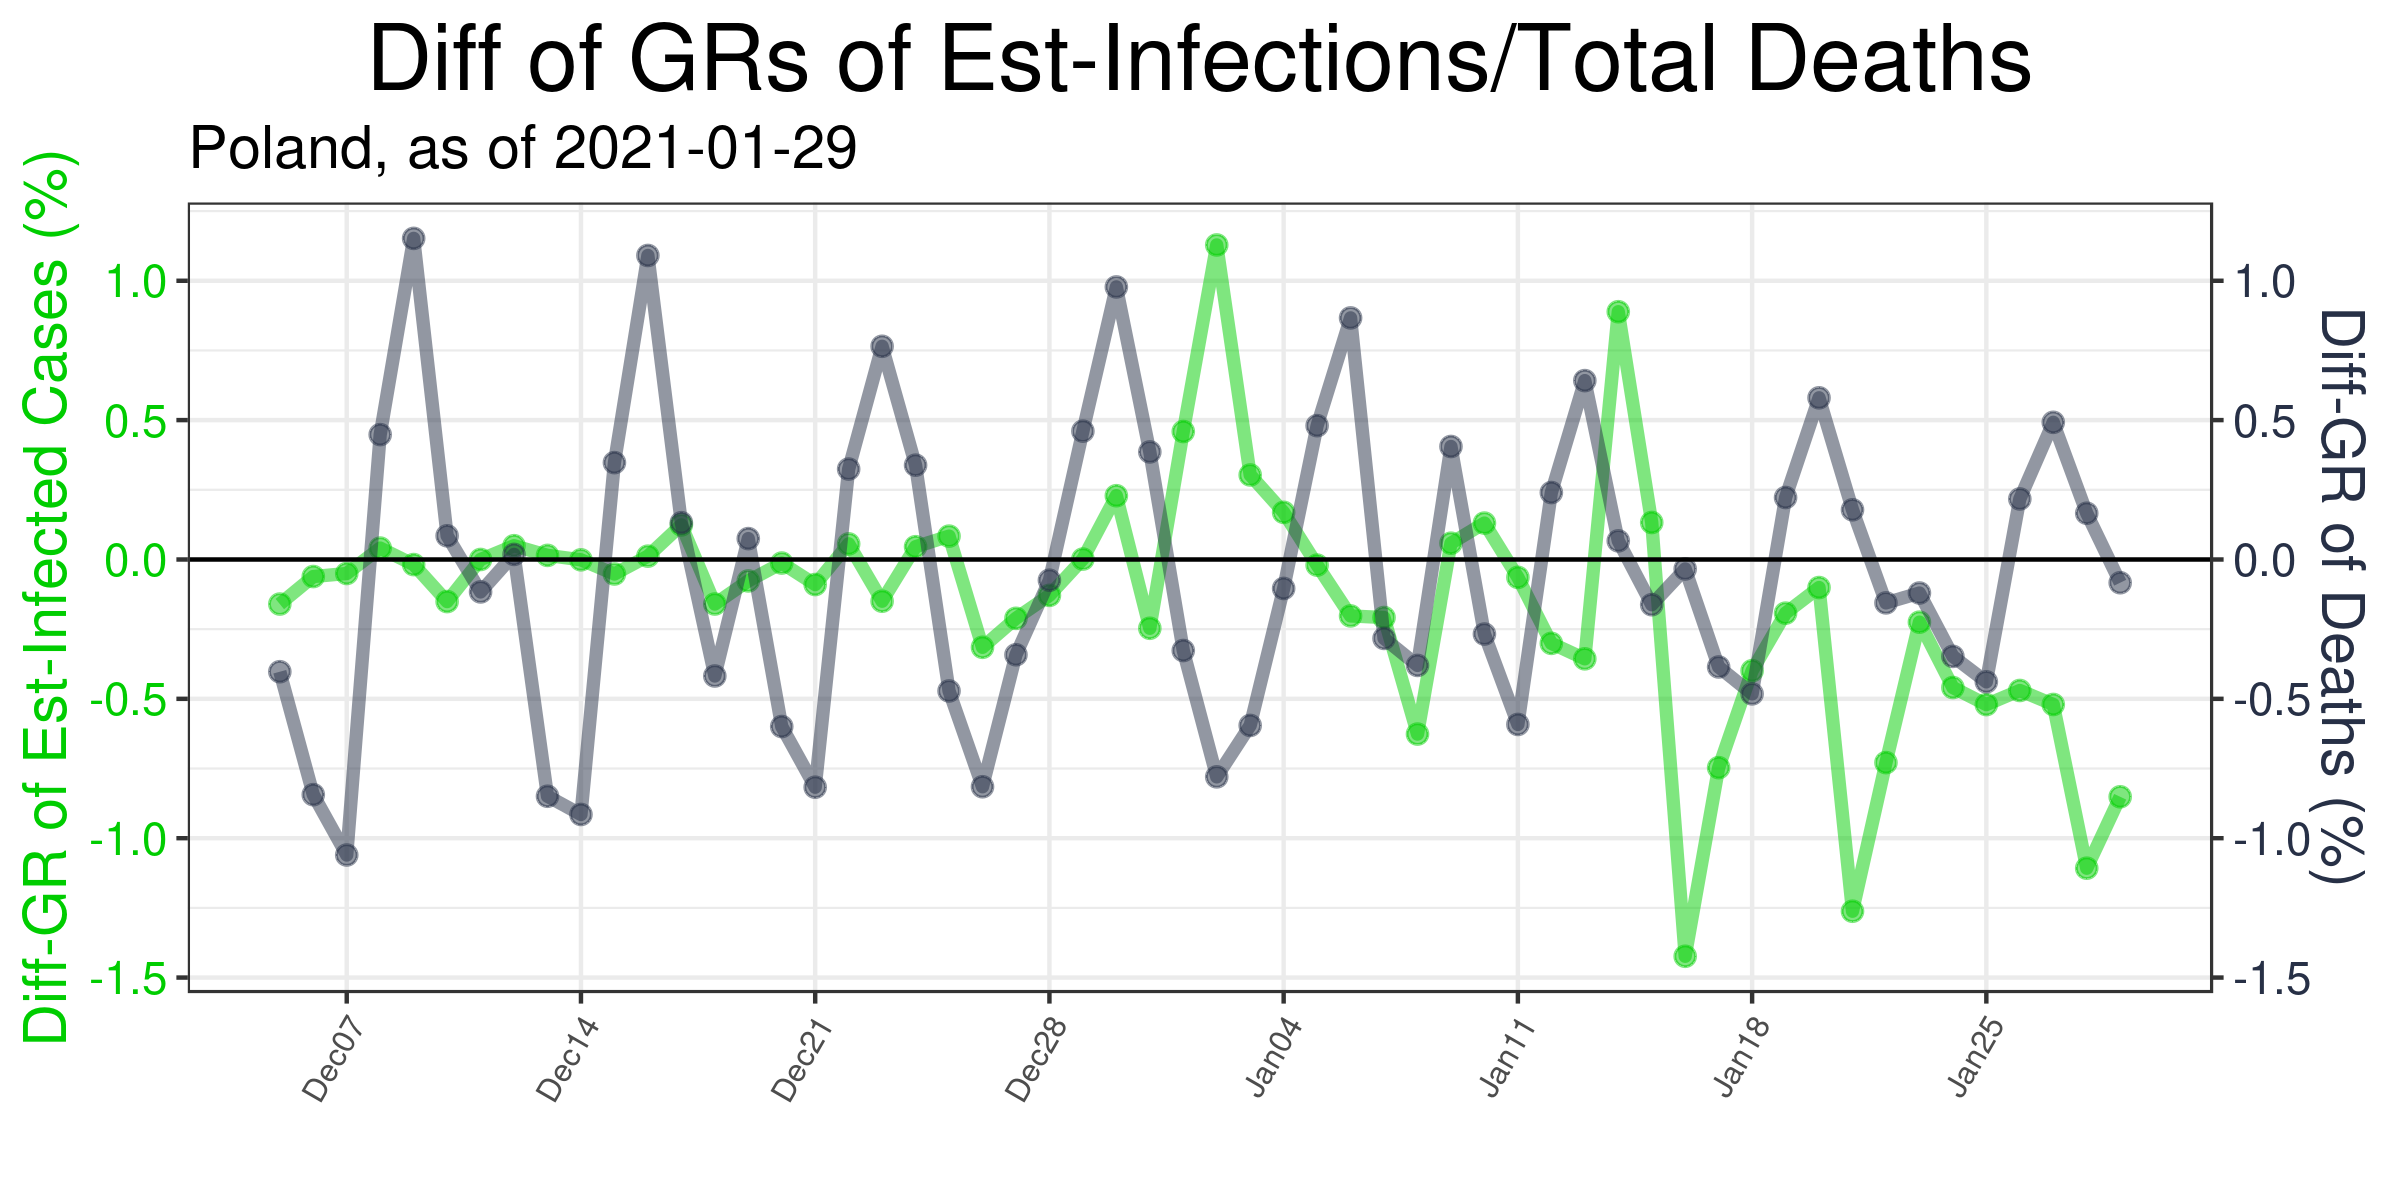 Diff of GRs of Est-Infections/Total Deaths
Poland, as of 2021-01-29
Diff-GR of Est-Infected Cases (%)
1.0
0.5
0.0
-0.5
-1.0
-1.5
1.0
0.5
0.0
-0.5
-1.0
-1.5
Diff-GR of Deaths (%)
Dec07
Dec14
Dec21
Dec28
Jan04
Jan11
Jan18
Jan25